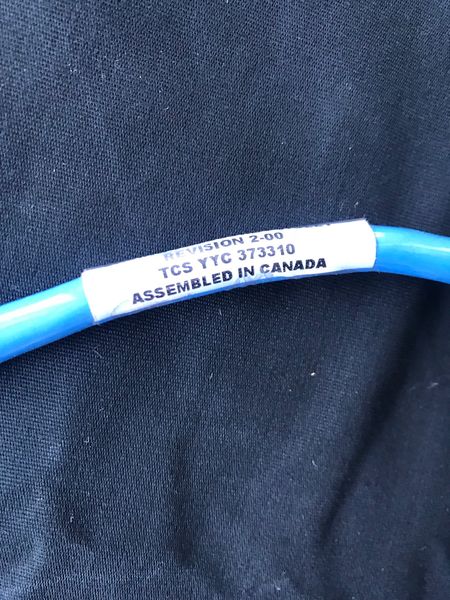 REVISION 2-00
TCS YYC 373310
ASSEMBLED IN CANADA